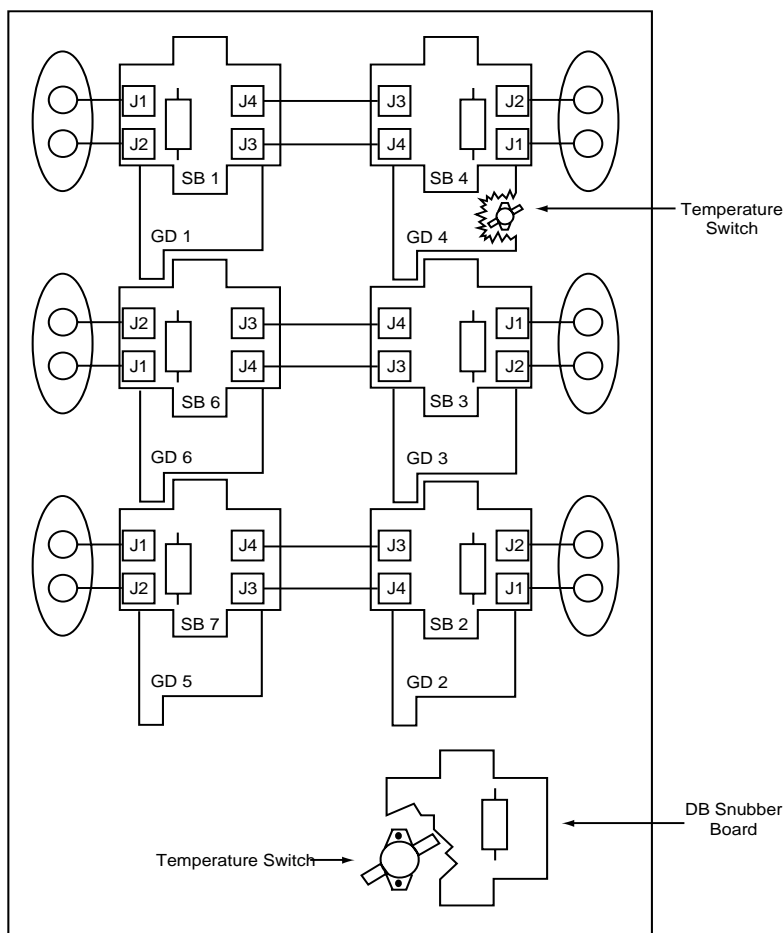 J1 J4 J3 J2
J2 J3 J4 J1
SB 1 SB 4
Temperature
Switch
GD 1 GD 4
J2 J3 J4 J1
J1 J4 J3 J2
SB 6 SB 3
GD 6 GD 3
J1 J4 J3 J2
J2 J3 J4 J1
SB 7 SB 2
GD 5 GD 2
DB Snubber
Board
Temperature Switch